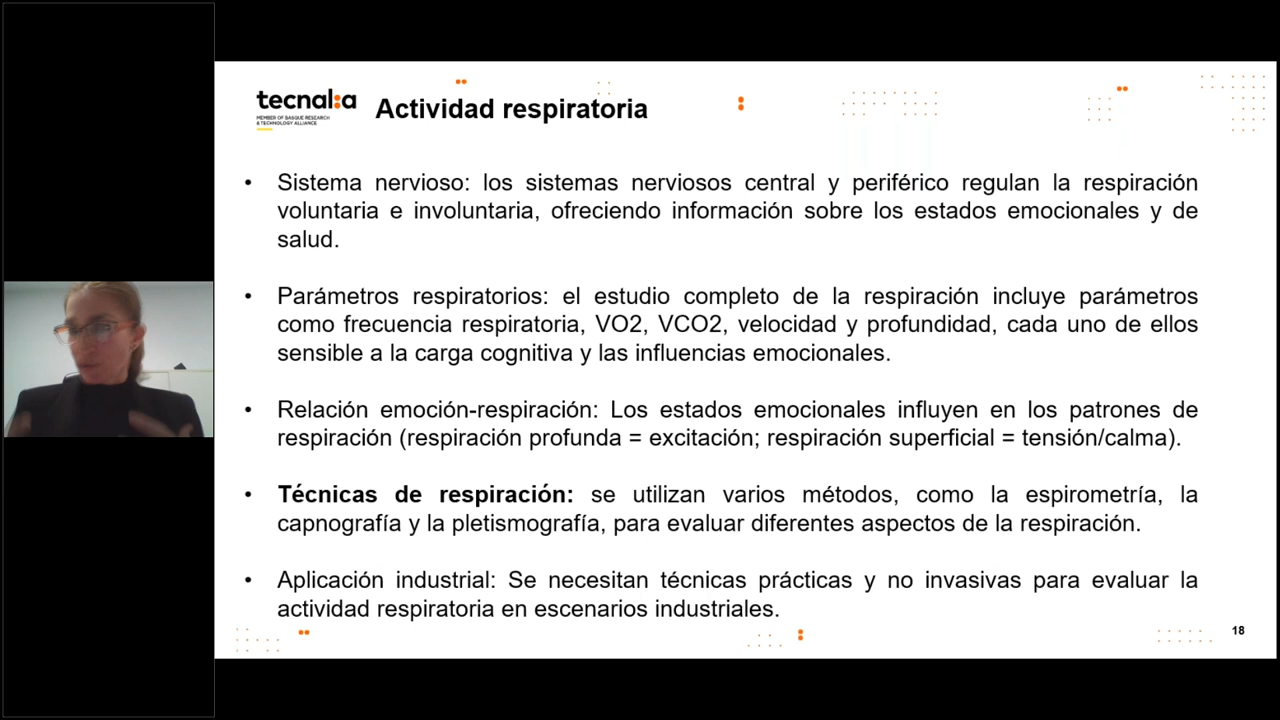 tecnal:a
MEMBER OF BASQUE RESEARCH
& TECHNOLOGY ALLIANCE
Actividad respiratoria
• Sistema nervioso: los sistemas nerviosos central y periférico regulan la respiración
voluntaria e involuntaria, ofreciendo información sobre los estados emocionales y de
salud.
• Parámetros respiratorios: el estudio completo de la respiración incluye parámetros
como frecuencia respiratoria, VO2, VCO2, velocidad y profundidad, cada uno de ellos
sensible a la carga cognitiva y las influencias emocionales.
• Relación emoción-respiración: Los estados emocionales influyen en los patrones de
respiración (respiración profunda = excitación; respiración superficial = tensión/calma).
• Técnicas de respiración: se utilizan varios métodos, como la espirometría, la
capnografía y la pletismografía, para evaluar diferentes aspectos de la respiración.
• Aplicación industrial: Se necesitan técnicas prácticas y no invasivas para evaluar la
actividad respiratoria en escenarios industriales.
18